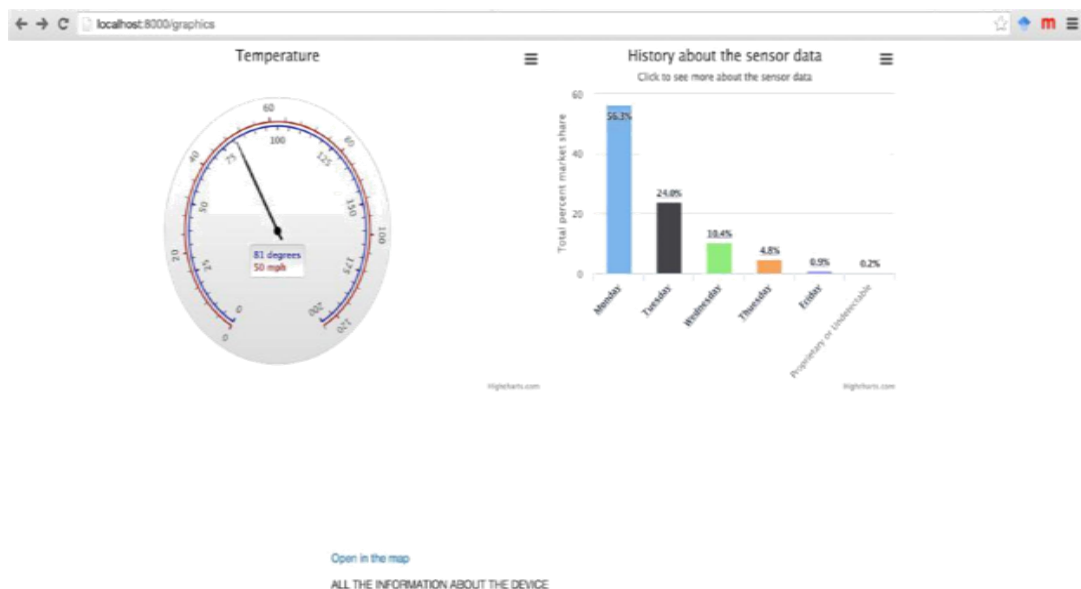 localhost:8000/graphics
Temperature
0
20
40
60
80
100
120
0
25
50
75
100
125
150
175
200
81 degrees
50 mph
Highcharts.com
History about the sensor data
Click to see more about the sensor data
Total percent market share
60
40
20
0
56.3%
24.0%
10.4%
4.8%
0.9%
0.2%
Monday
Tuesday
Wednesday
Thuesday
Friday
Proprietary or Undetectable
Highcharts.com
Open in the map
ALL THE INFORMATION ABOUT THE DEVICE